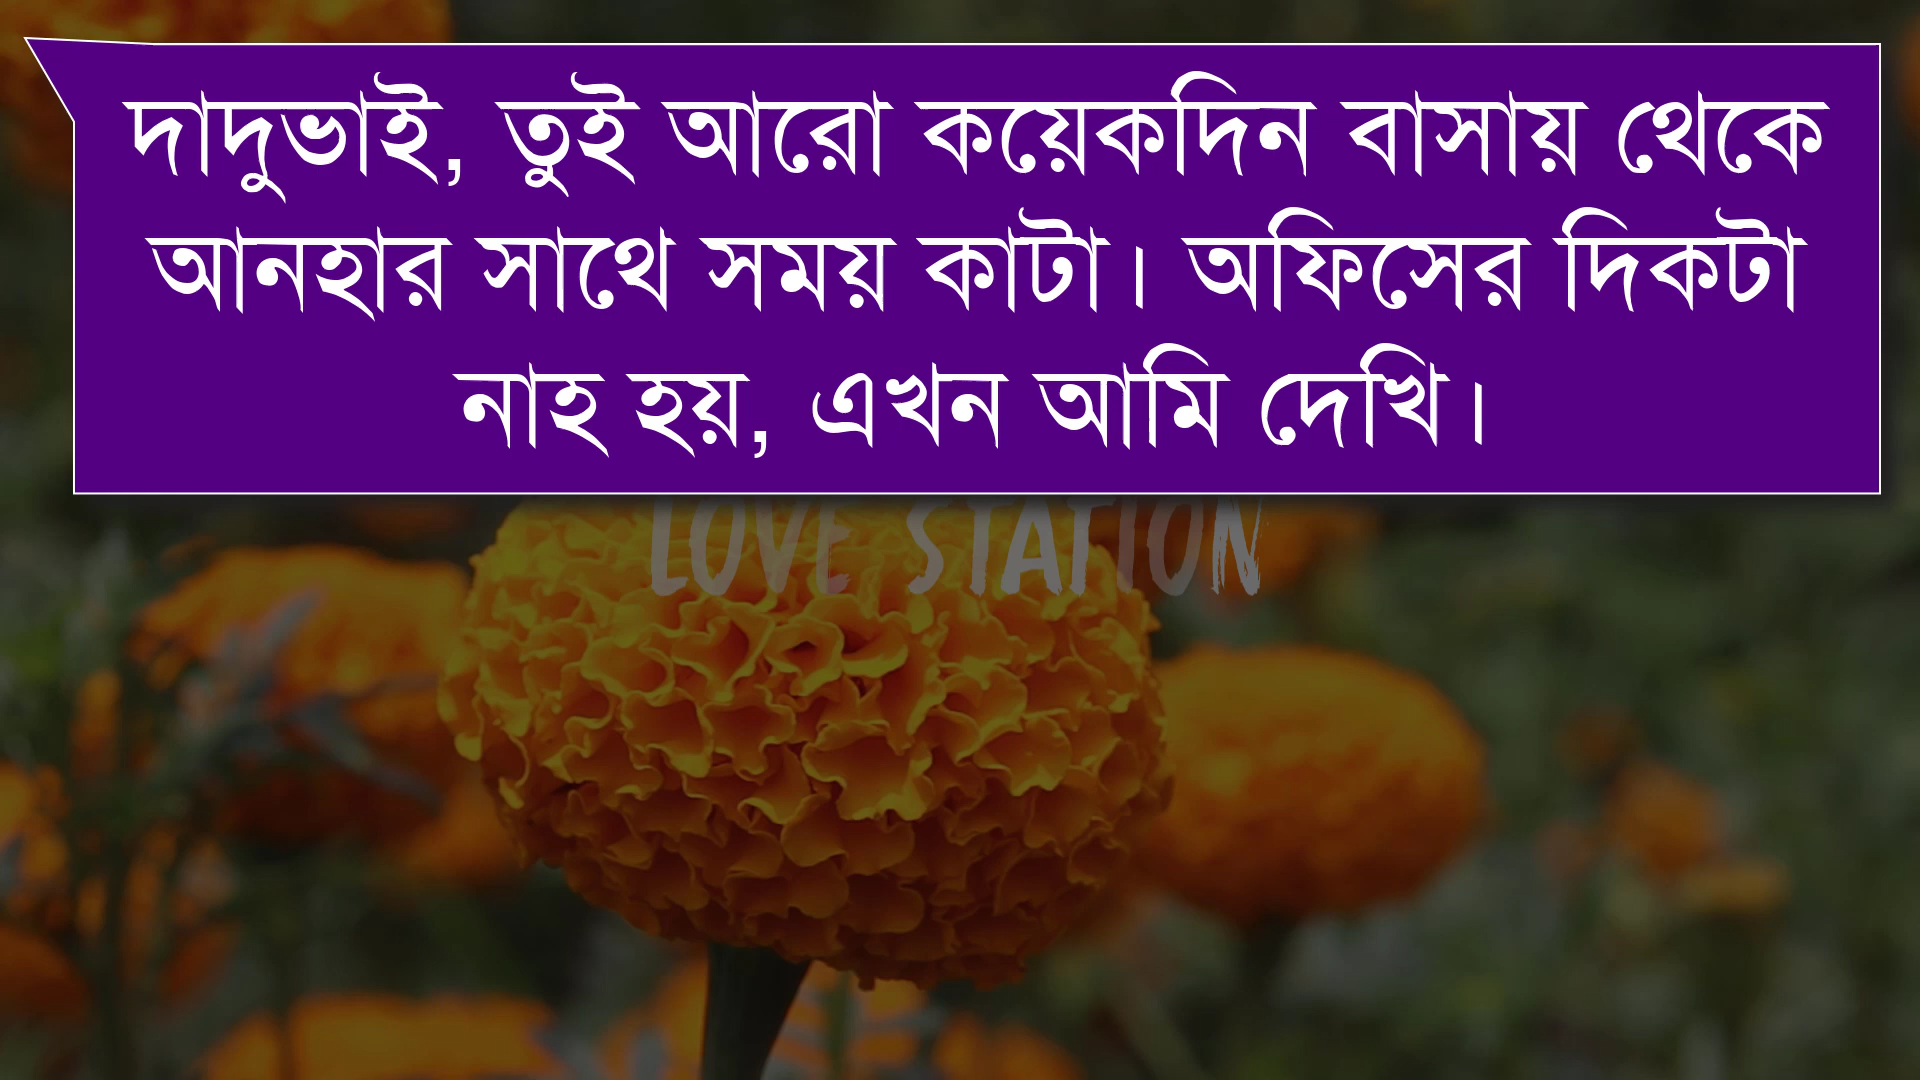 দাদুভাই, তুই আরো কয়েকদিন বাসায় থেকে
আনহার সাথে সময় কাটা। অফিসের দিকটা
নাহ হয়, এখন আমি দেখি।
LOVE STATION